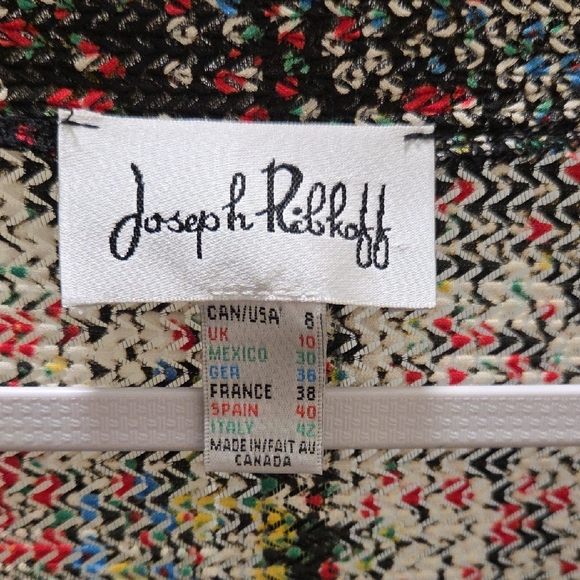 Joseph Ribkoff
CAN/USA 8
UK 10
MEXICO 30
GER 36
FRANCE 38
SPAIN 40
ITALY 42
MADE IN/FAIT AU
CANADA